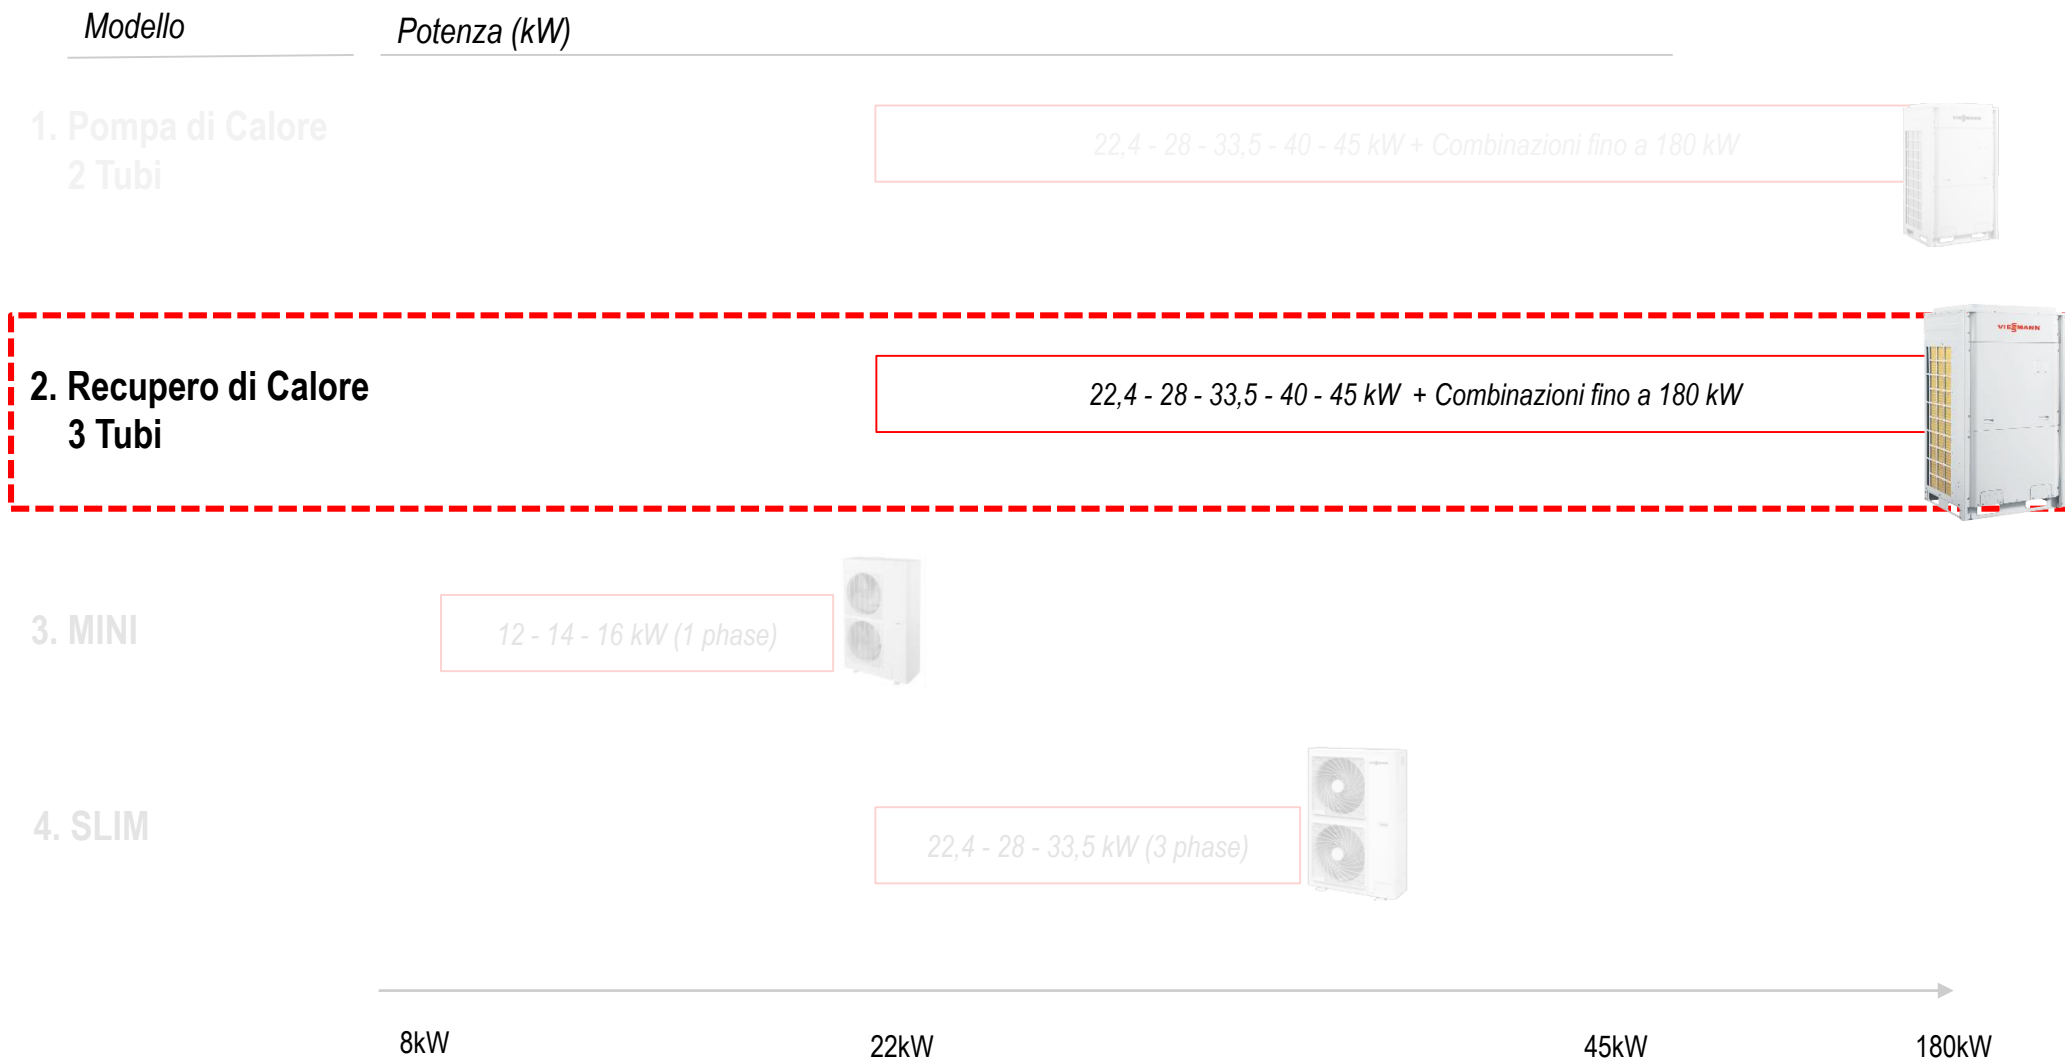 Modello
Potenza (kW)
1. Pompa di Calore
2 Tubi
22,4 - 28 - 33,5 - 40 - 45 kW + Combinazioni fino a 180 kW
VIESMANN
2. Recupero di Calore
3 Tubi
22,4 - 28 - 33,5 - 40 - 45 kW + Combinazioni fino a 180 kW
3. MINI
12 - 14 - 16 kW (1 phase)
4. SLIM
22,4 - 28 - 33,5 kW (3 phase)
8kW
22kW
45kW
180kW